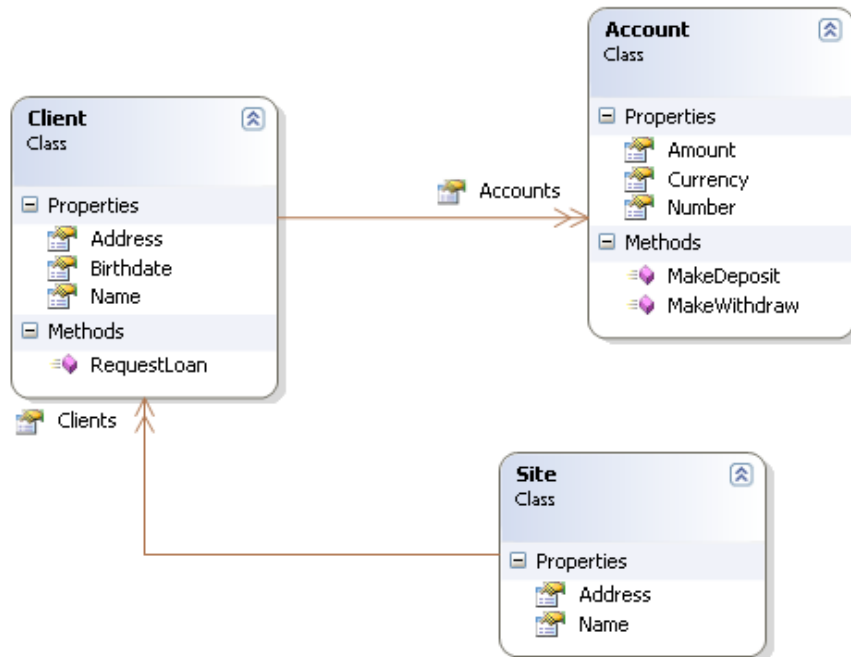 Account
Class
Properties
Amount
Currency
Number
Methods
MakeDeposit
MakeWithdraw
Client
Class
Properties
Address
Birthdate
Name
Methods
RequestLoan
Accounts
Clients
Site
Class
Properties
Address
Name